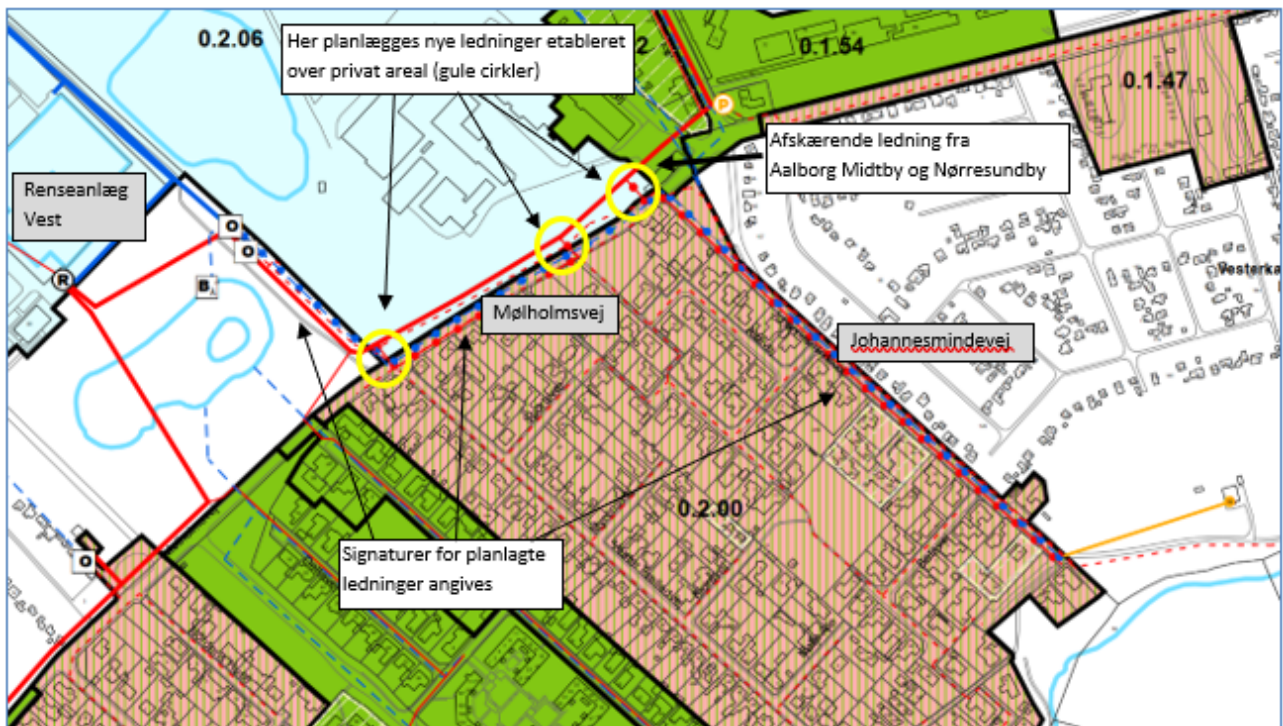 0.2.06
Her planlægges nye ledninger etableret
over privat areal (gule cirkler)
2
0.1.54
P
0.1.47
Afskærende ledning fra
Aalborg Midtby og Nørresundby
Renseanlæg
Vest
O
O
R
B
Vesterka
Mølholmsvej
Johannesmindevej
0.2.00
Signaturer for planlagte
ledninger angives
O